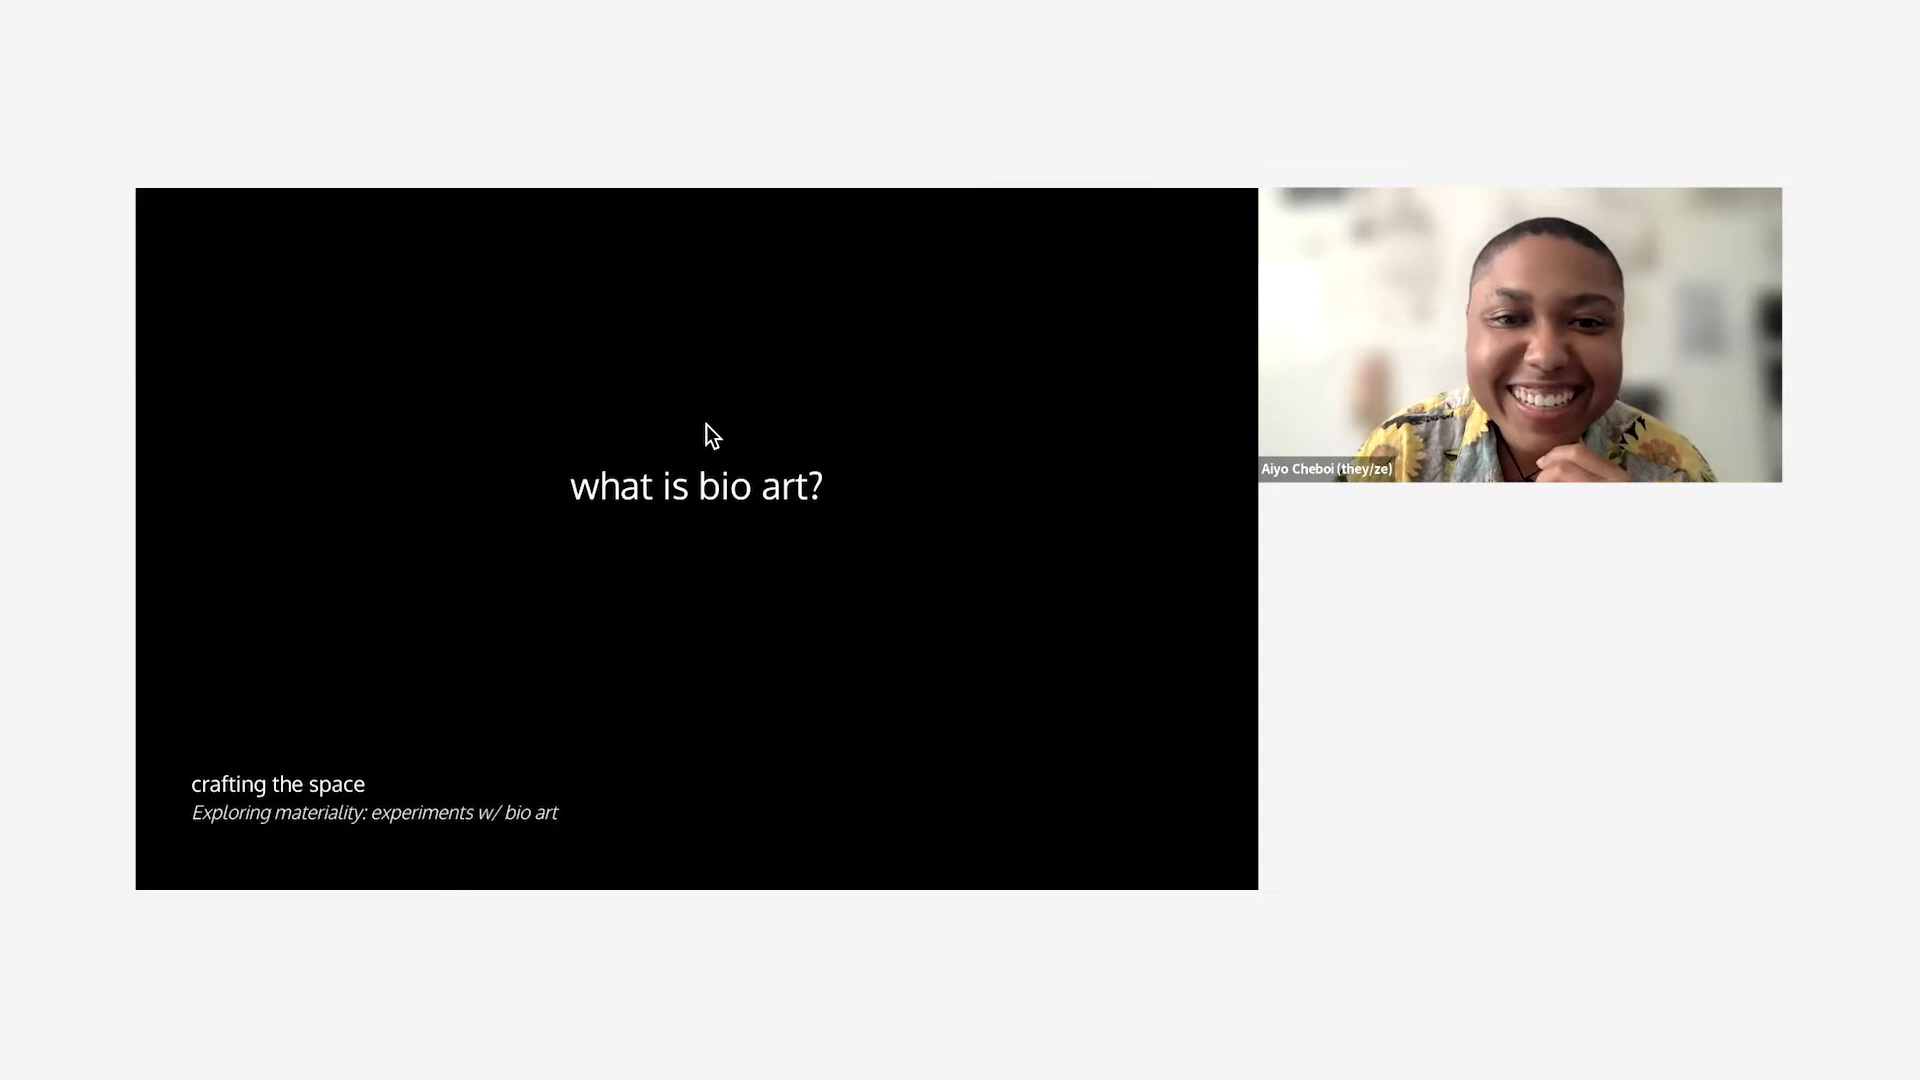 what is bio art?
crafting the space
Exploring materiality: experiments w/ bio art
Aiyo Cheboi (they/ze)